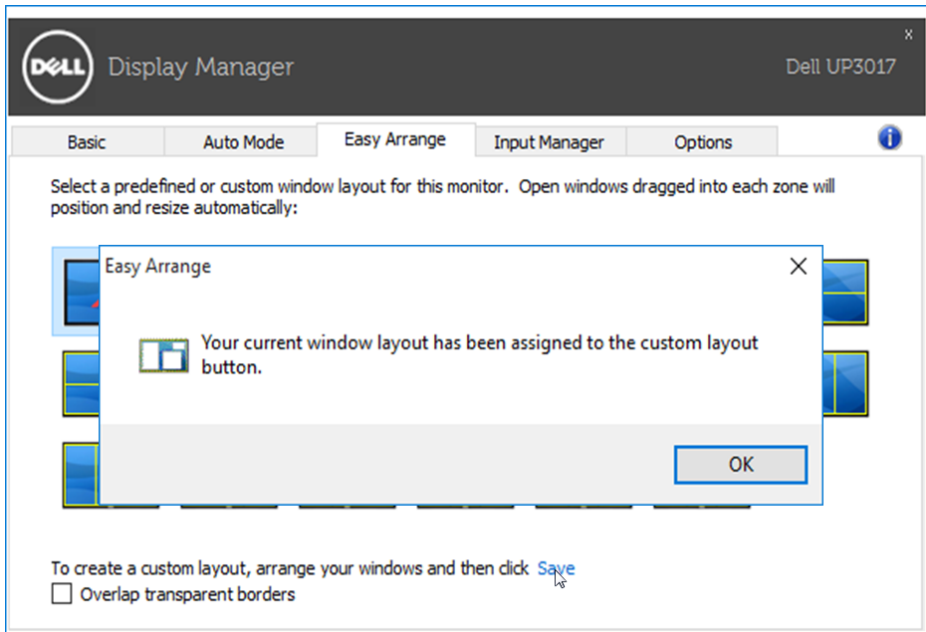 x
DELL Display Manager Dell UP3017
Basic Auto Mode Easy Arrange Input Manager Options i
Select a predefined or custom window layout for this monitor. Open windows dragged into each zone will
position and resize automatically:
Easy Arrange
Your current window layout has been assigned to the custom layout
button.
OK
To create a custom layout, arrange your windows and then click Save
Overlap transparent borders